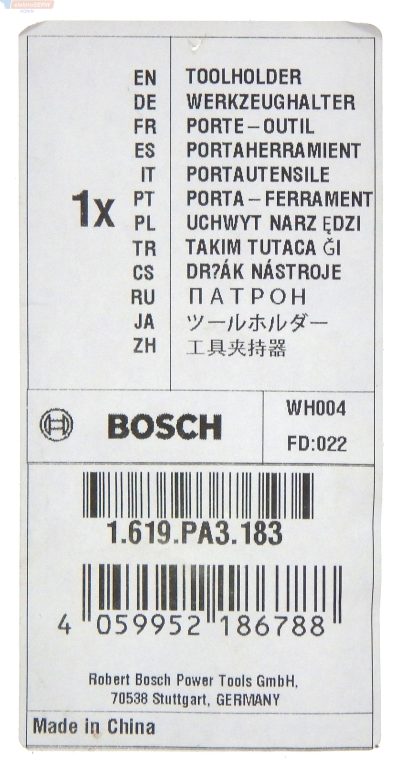 1x
EN TOOLHOLDER
DE WERKZEUGHALTER
FR PORTE-OUTIL
ES PORTAHERRAMIENT
IT PORTAUTENSILE
PT PORTA-FERRAMENT
PL UCHWYT NARZ ĘDZI
TR TAKIM TUTACA Ğİ
CS DR?ÁK NÁSTROJE
RU ПАТРОН
JA ツールホルダー
ZH 工具夹持器
BOSCH
WH004
FD:022
1.619.PA3.183
4 059952 186788
Robert Bosch Power Tools GmbH,
70538 Stuttgart, GERMANY
Made in China